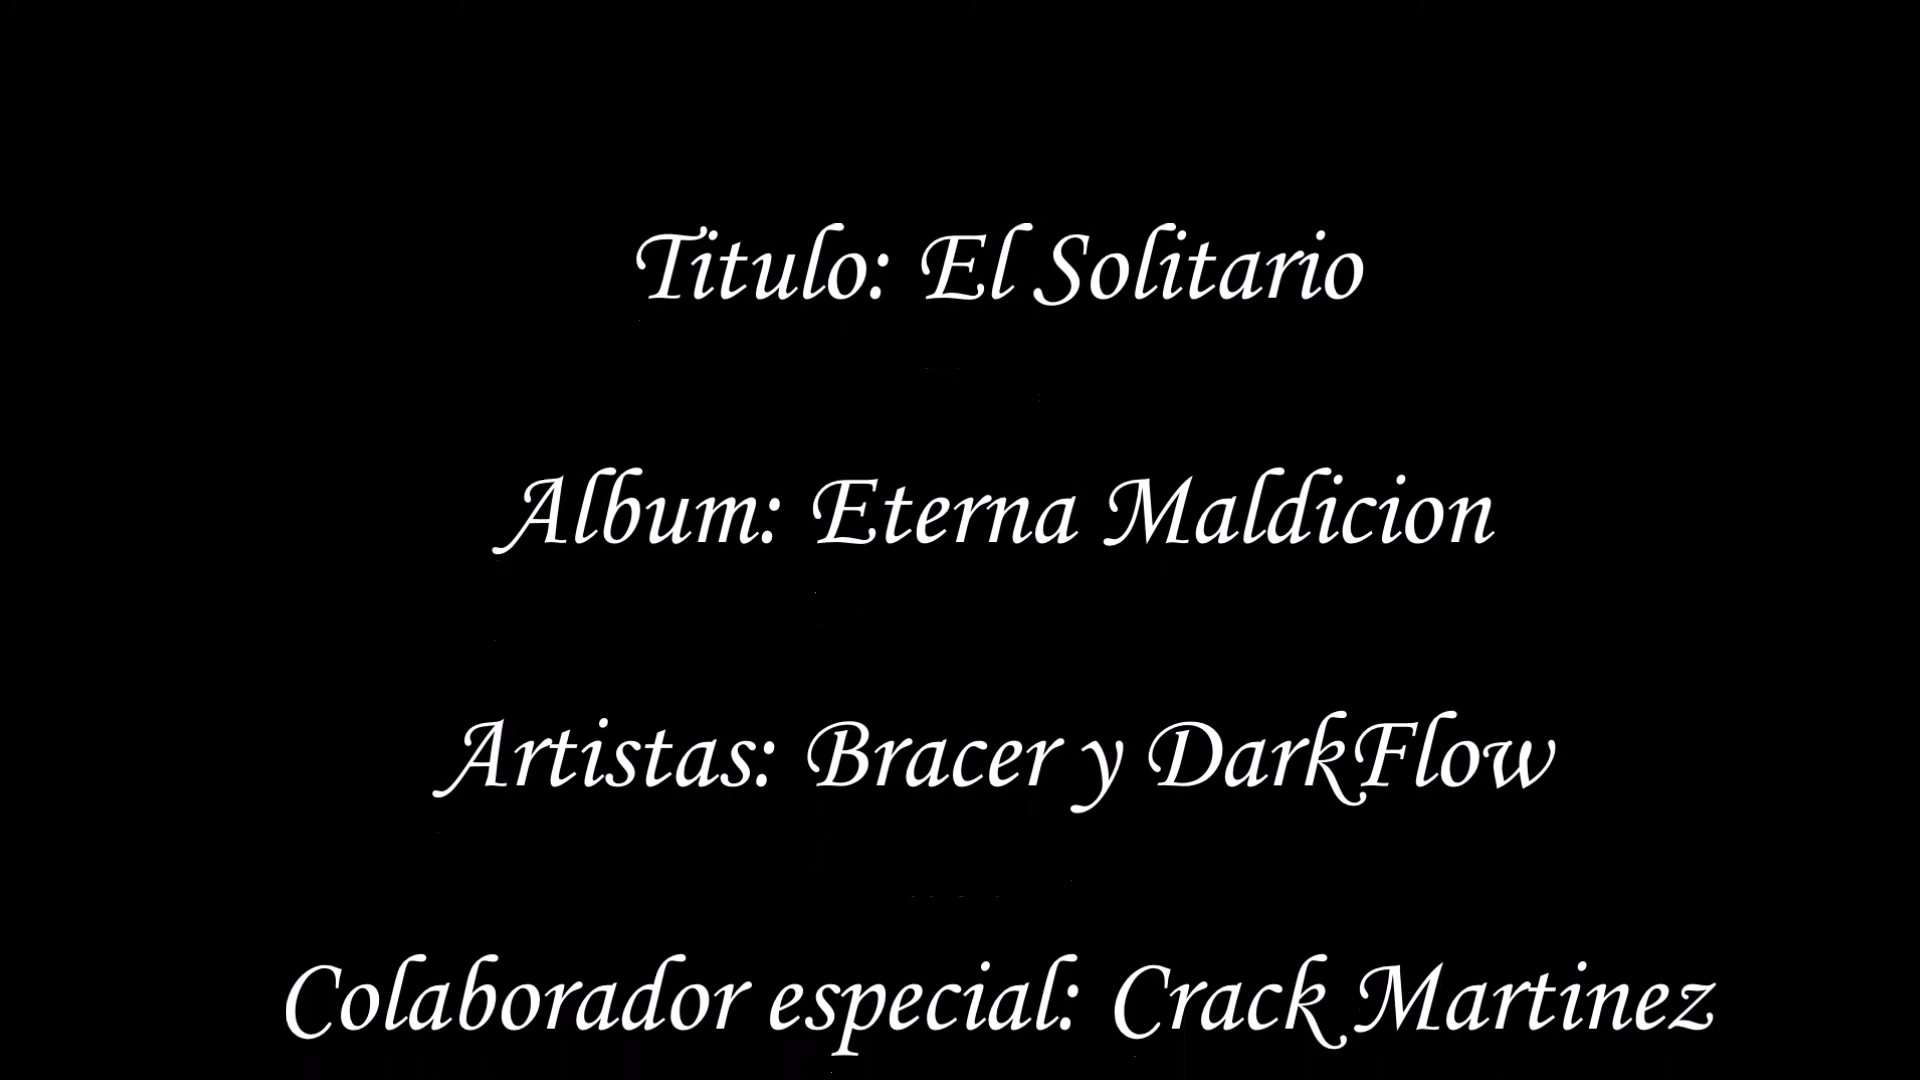 Titulo: El Solitario
Album: Eterna Maldicion
Artistas: Bracer y DarkFlow
Colaborador especial: Crack Martinez